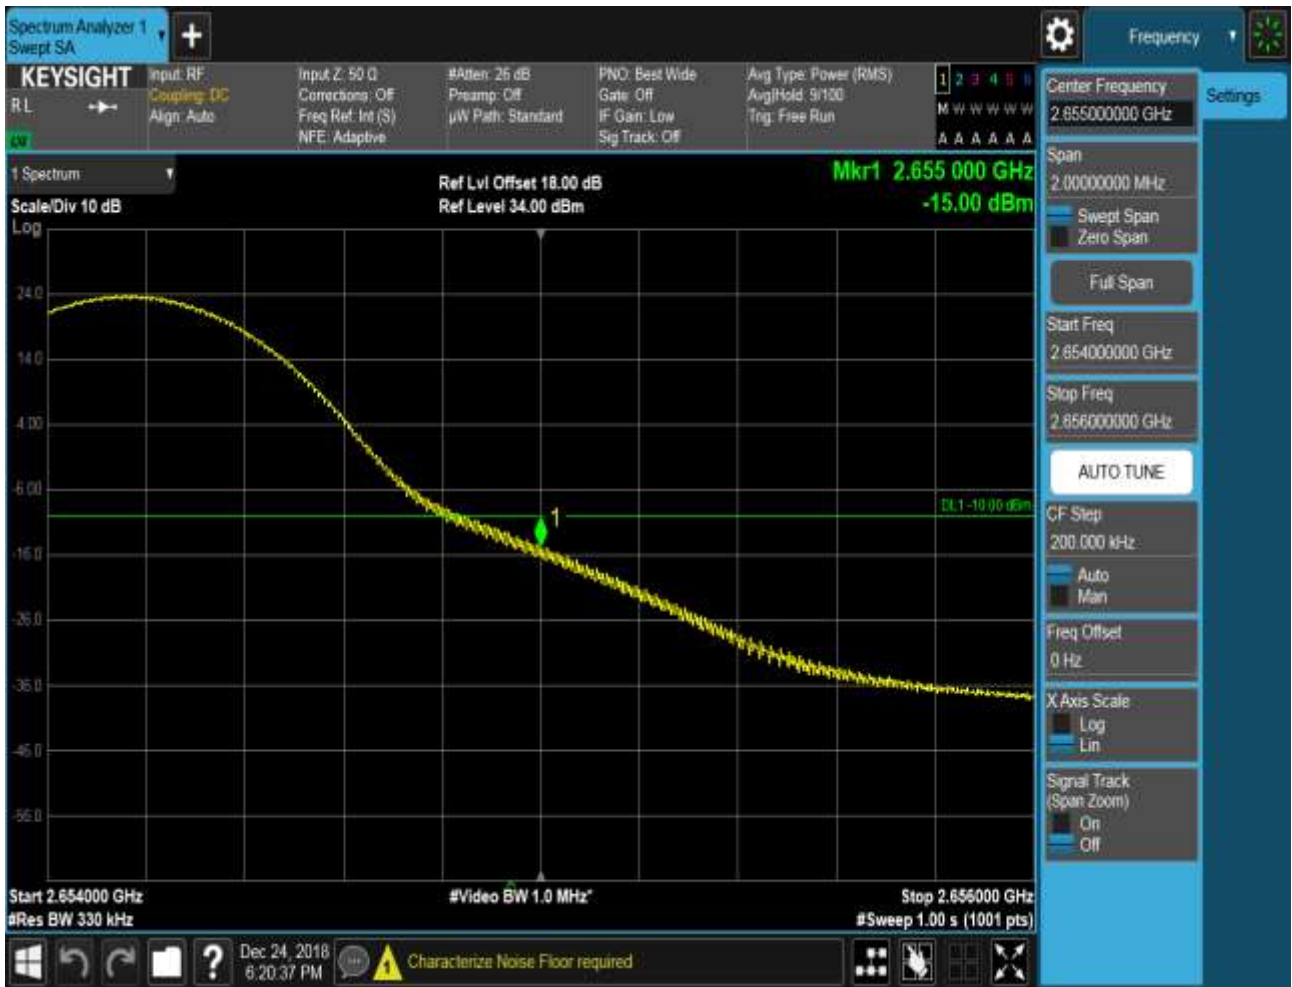 Spectrum Analyzer 1
Swept SA
Frequency
KEYSIGHT
R L
Input: RF
Coupling: DC
Align: Auto
Input Z: 50 Ω
Corrections: Off
Freq Ref: Int (S)
NFE: Adaptive
#Atten: 26 dB
Preamp: Off
µW Path: Standard
PNO: Best Wide
Gate: Off
IF Gain: Low
Sig Track: Off
Avg Type: Power (RMS)
Avg|Hold: 9/100
Trig: Free Run
1 2 3 4 5 6
M W W W W W
A A A A A A
1 Spectrum
Scale/Div 10 dB
Log
Ref Lvl Offset 18.00 dB
Ref Level 34.00 dBm
Mkr1 2.655 000 GHz
-15.00 dBm
24.0
14.0
4.00
-6.00
-16.0
-26.0
-36.0
-46.0
-56.0
DL1 -10.00 dBm
1
Start 2.654000 GHz
#Res BW 330 kHz
#Video BW 1.0 MHz*
Stop 2.656000 GHz
#Sweep 1.00 s (1001 pts)
Center Frequency
2.655000000 GHz
Settings
Span
2.00000000 MHz
Swept Span
Zero Span
Full Span
Start Freq
2.654000000 GHz
Stop Freq
2.656000000 GHz
AUTO TUNE
CF Step
200.000 kHz
Auto
Man
Freq Offset
0 Hz
X Axis Scale
Log
Lin
Signal Track
(Span Zoom)
On
Off
?
Dec 24, 2018
6:20:37 PM
Characterize Noise Floor required